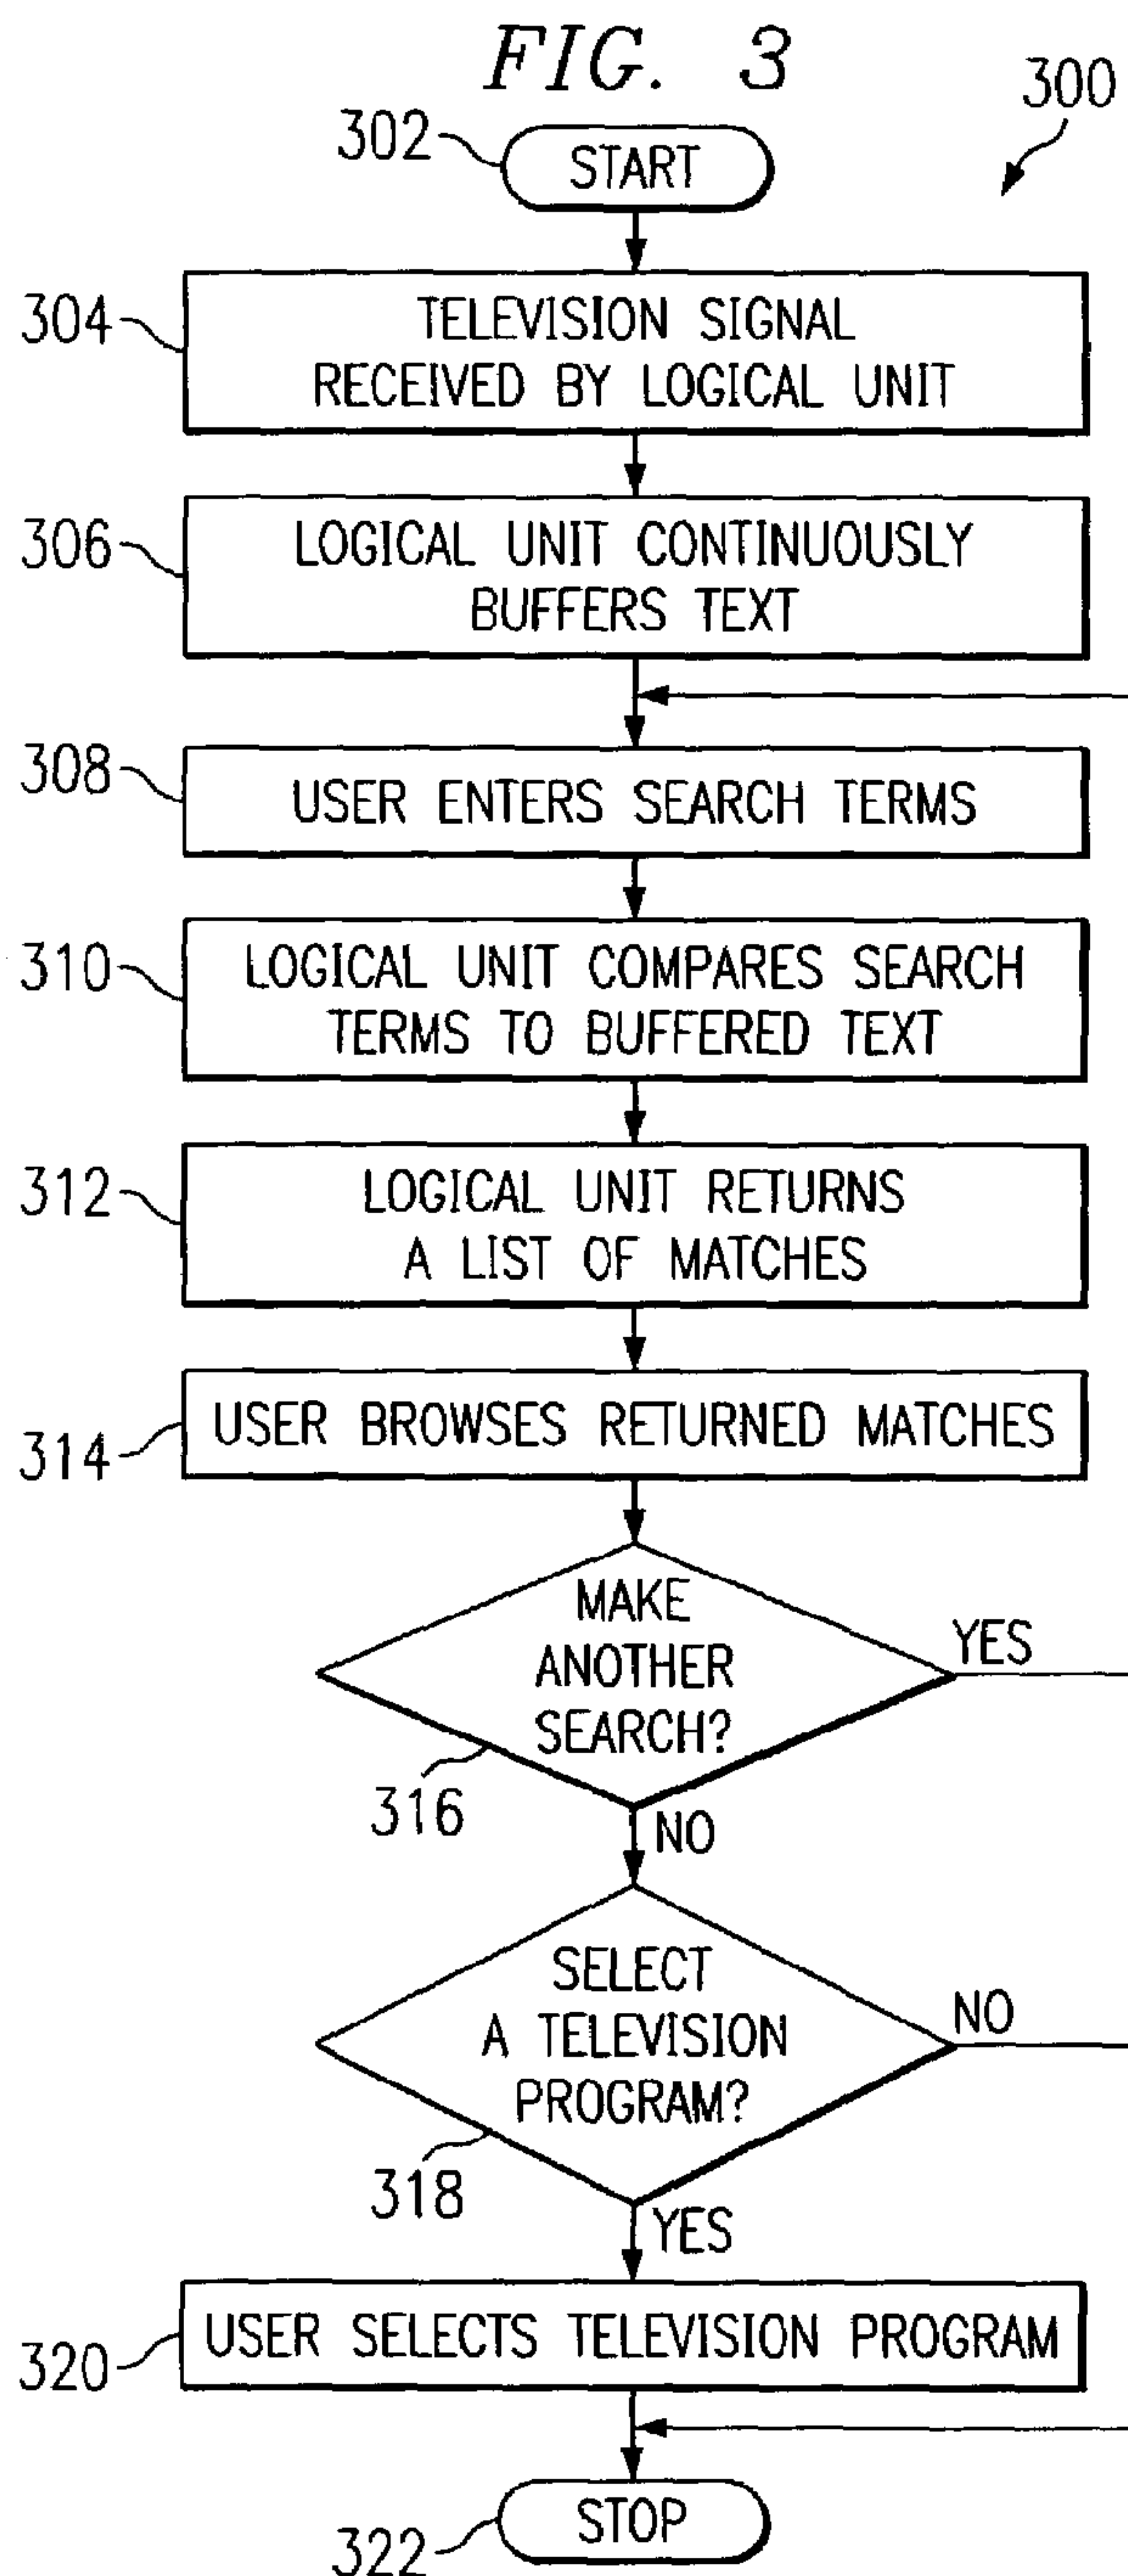 FIG. 3
300
302
START
304
TELEVISION SIGNAL
RECEIVED BY LOGICAL UNIT
306
LOGICAL UNIT CONTINUOUSLY
BUFFERS TEXT
308
USER ENTERS SEARCH TERMS
310
LOGICAL UNIT COMPARES SEARCH
TERMS TO BUFFERED TEXT
312
LOGICAL UNIT RETURNS
A LIST OF MATCHES
314
USER BROWSES RETURNED MATCHES
MAKE
ANOTHER
SEARCH?
YES
316
NO
SELECT
A TELEVISION
PROGRAM?
NO
318
YES
320
USER SELECTS TELEVISION PROGRAM
STOP
322